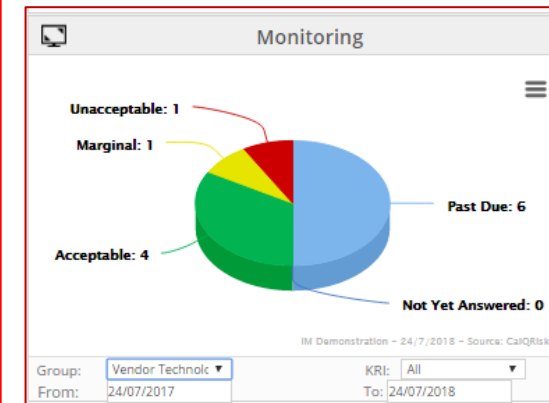 Monitoring
Unacceptable: 1
Marginal: 1
Past Due: 6
Acceptable: 4
Not Yet Answered: 0
IM Demonstration - 24/7/2018 - Source: CalQRisk
Group: Vendor Technolc KRI: All
From: 24/07/2017 To: 24/07/2018